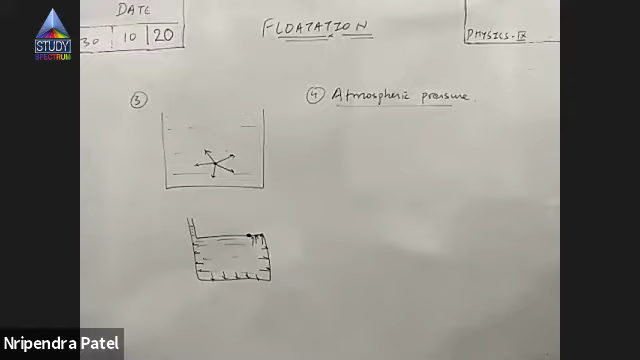 DATE
30 10 20
FLOATATION
PHYSICS-IX
STUDY
SPECTRUM
③
④ Atmospheric pressure.
Nripendra Patel